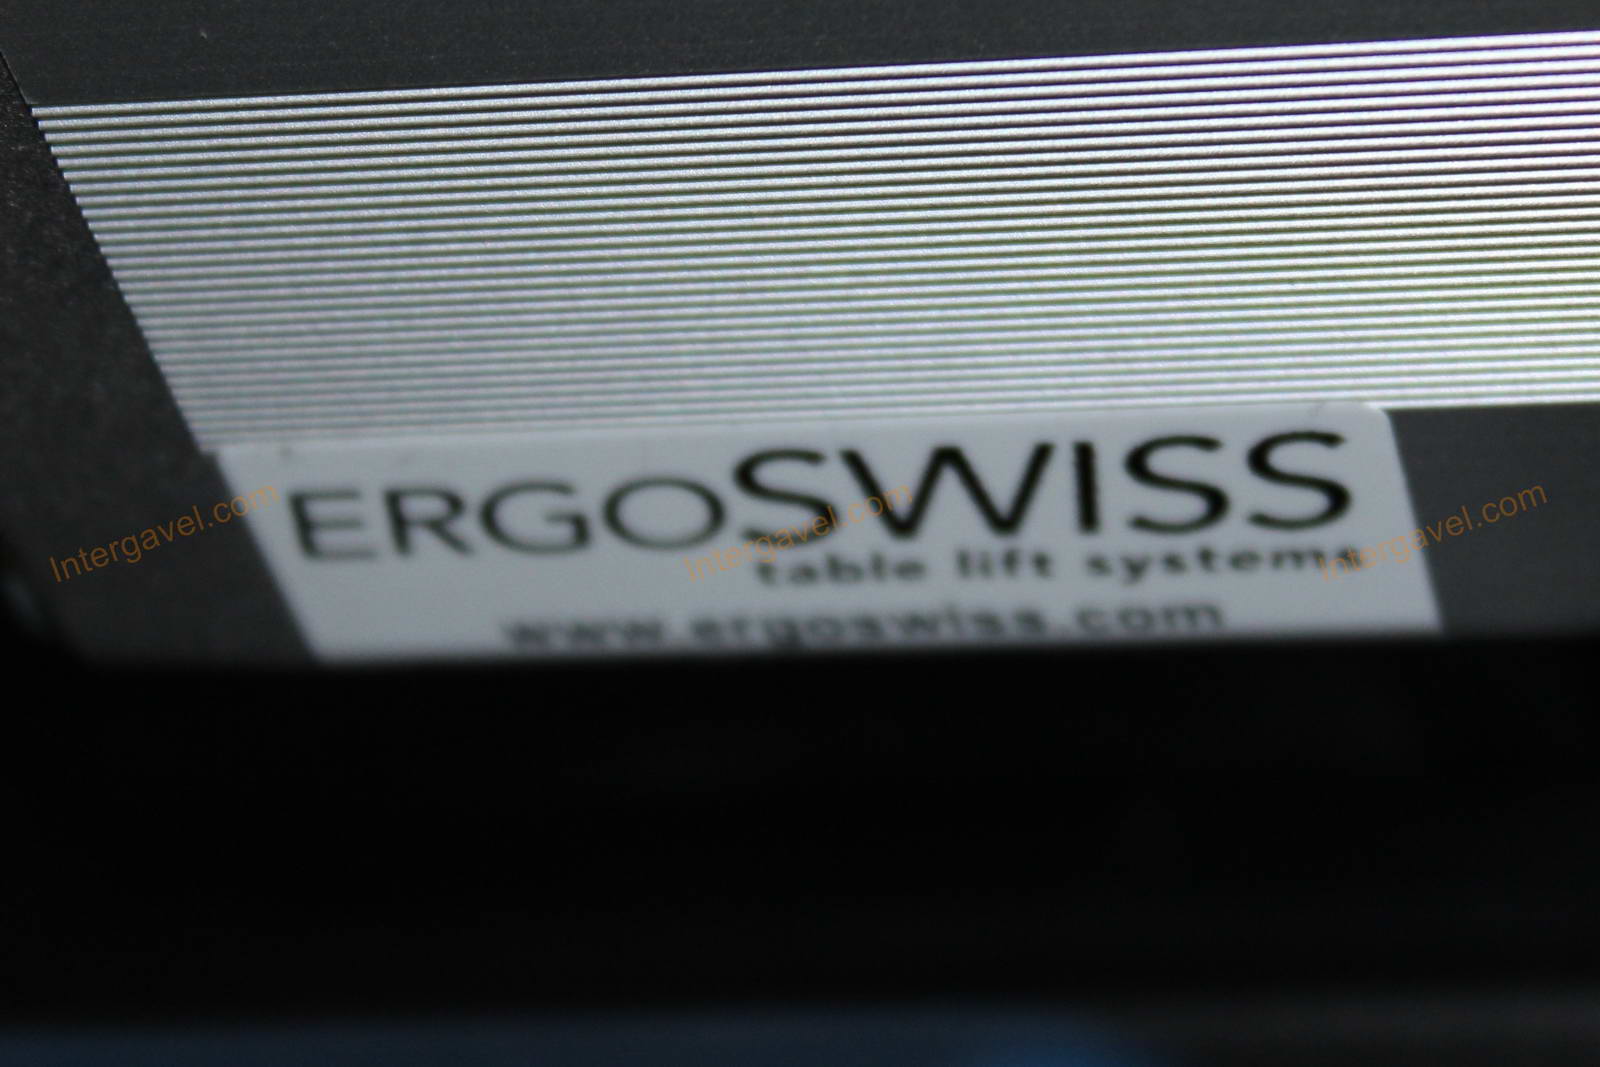 ERGOSWISS
table lift systems
www.ergoswiss.com
Intergavel.com
Intergavel.com
Intergavel.com